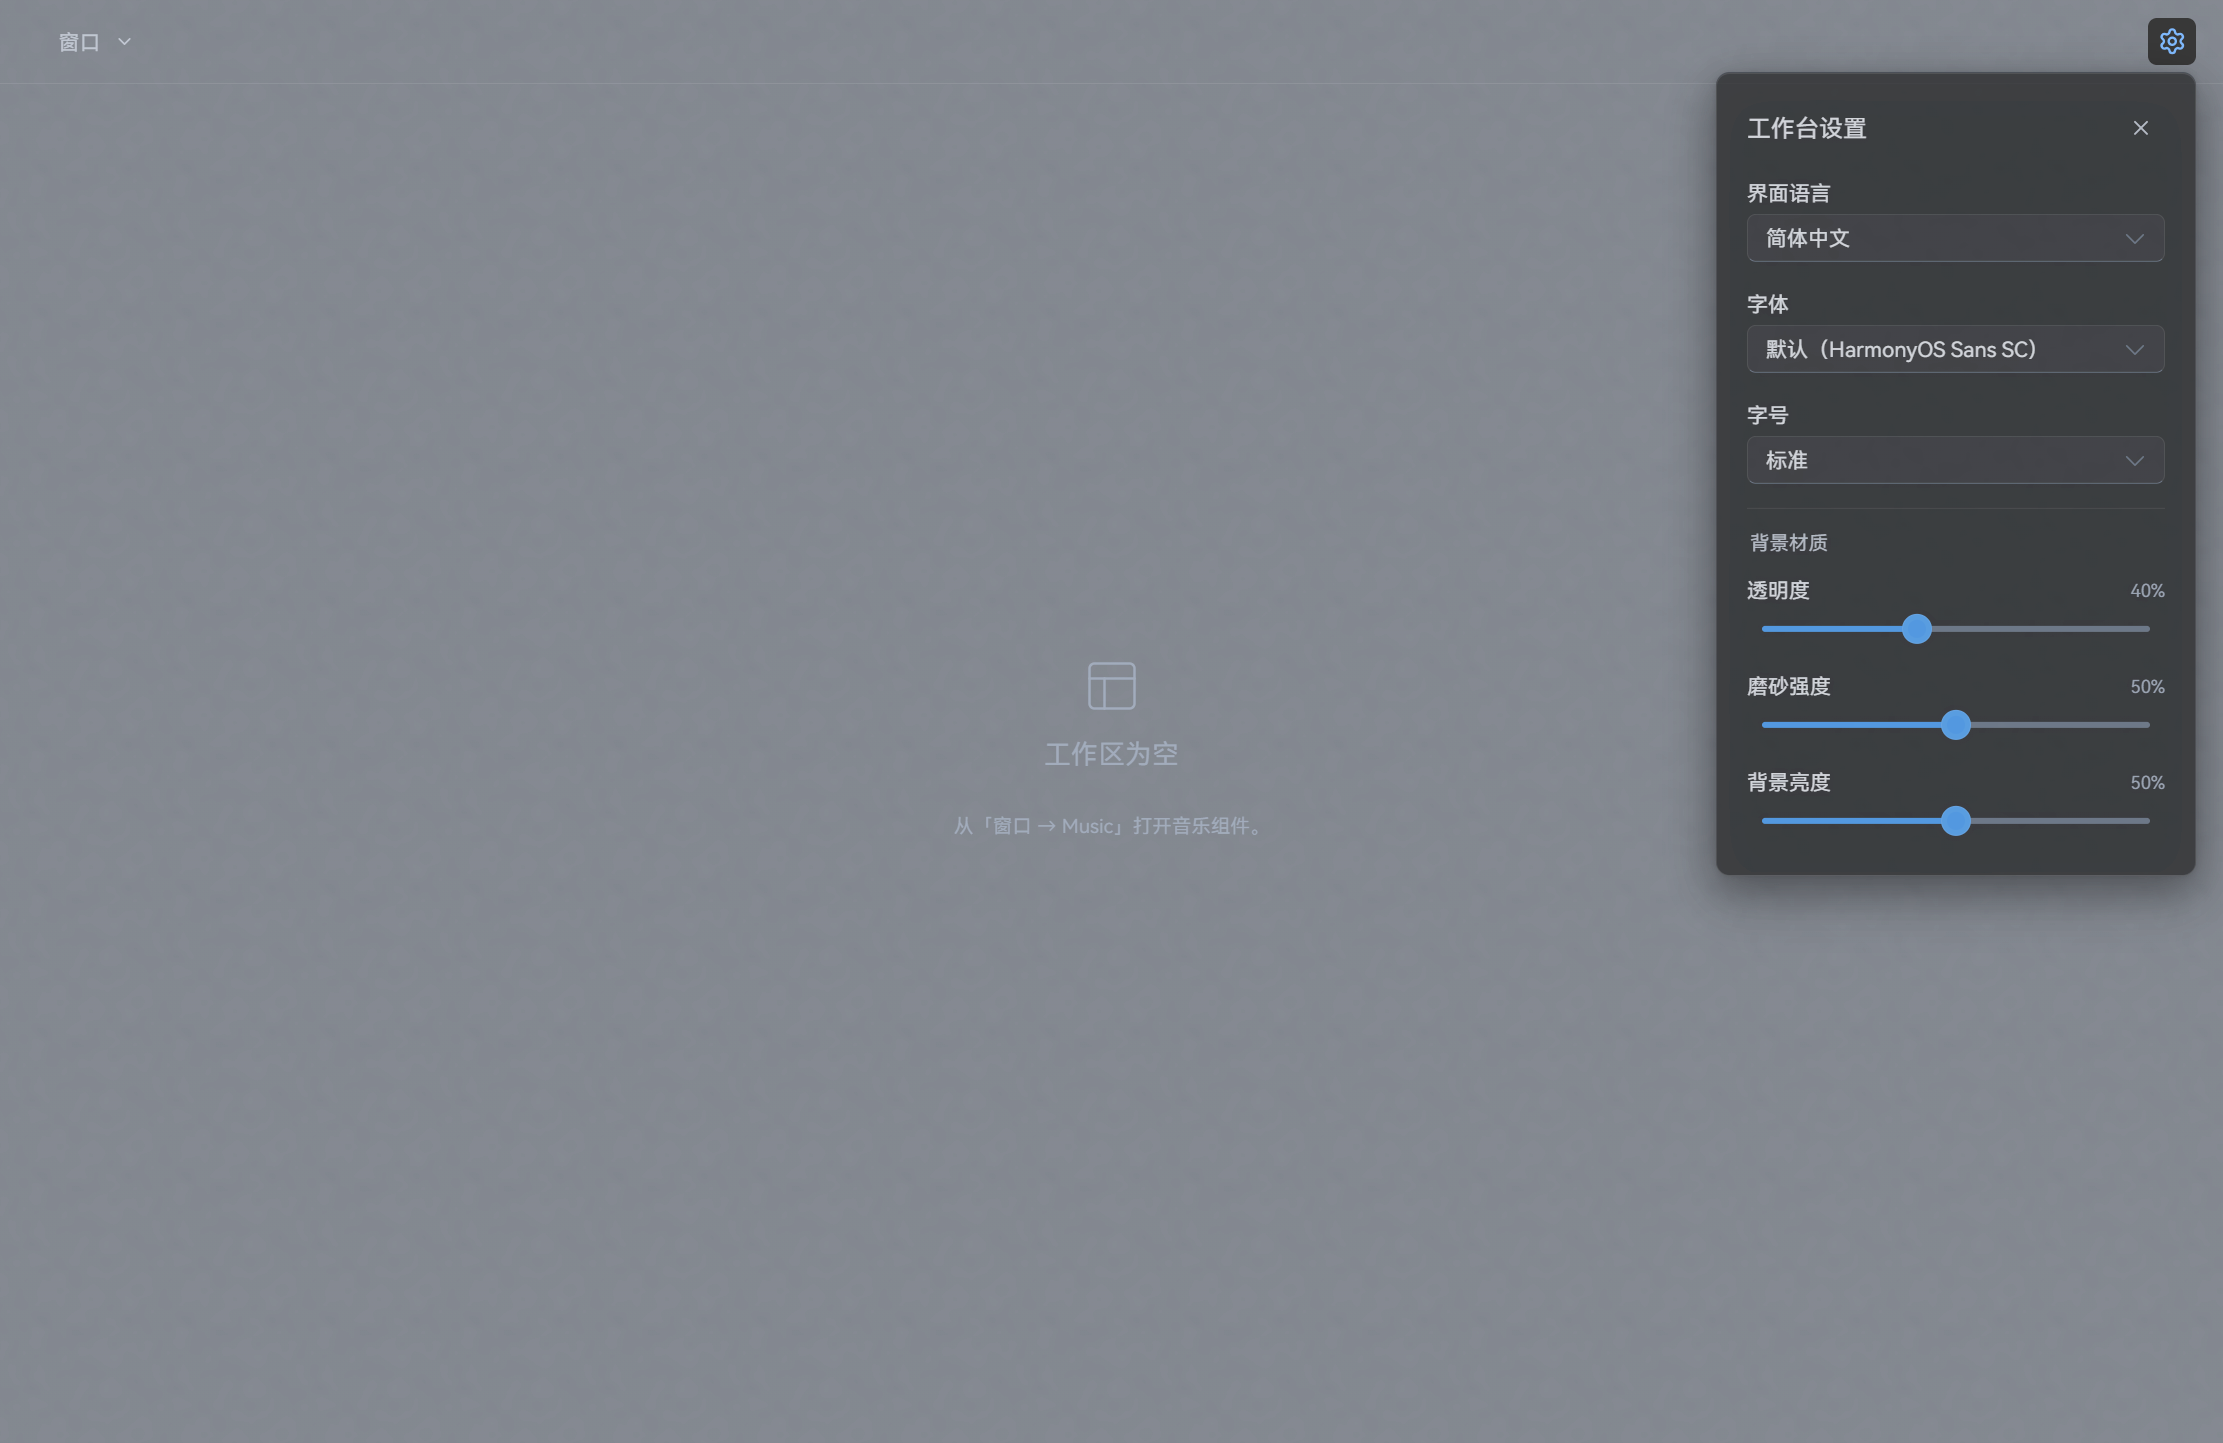 窗口
工作台设置
界面语言
简体中文
字体
默认（HarmonyOS Sans SC）
字号
标准
背景材质
透明度 40%
磨砂强度 50%
背景亮度 50%
工作区为空
从「窗口 → Music」打开音乐组件。